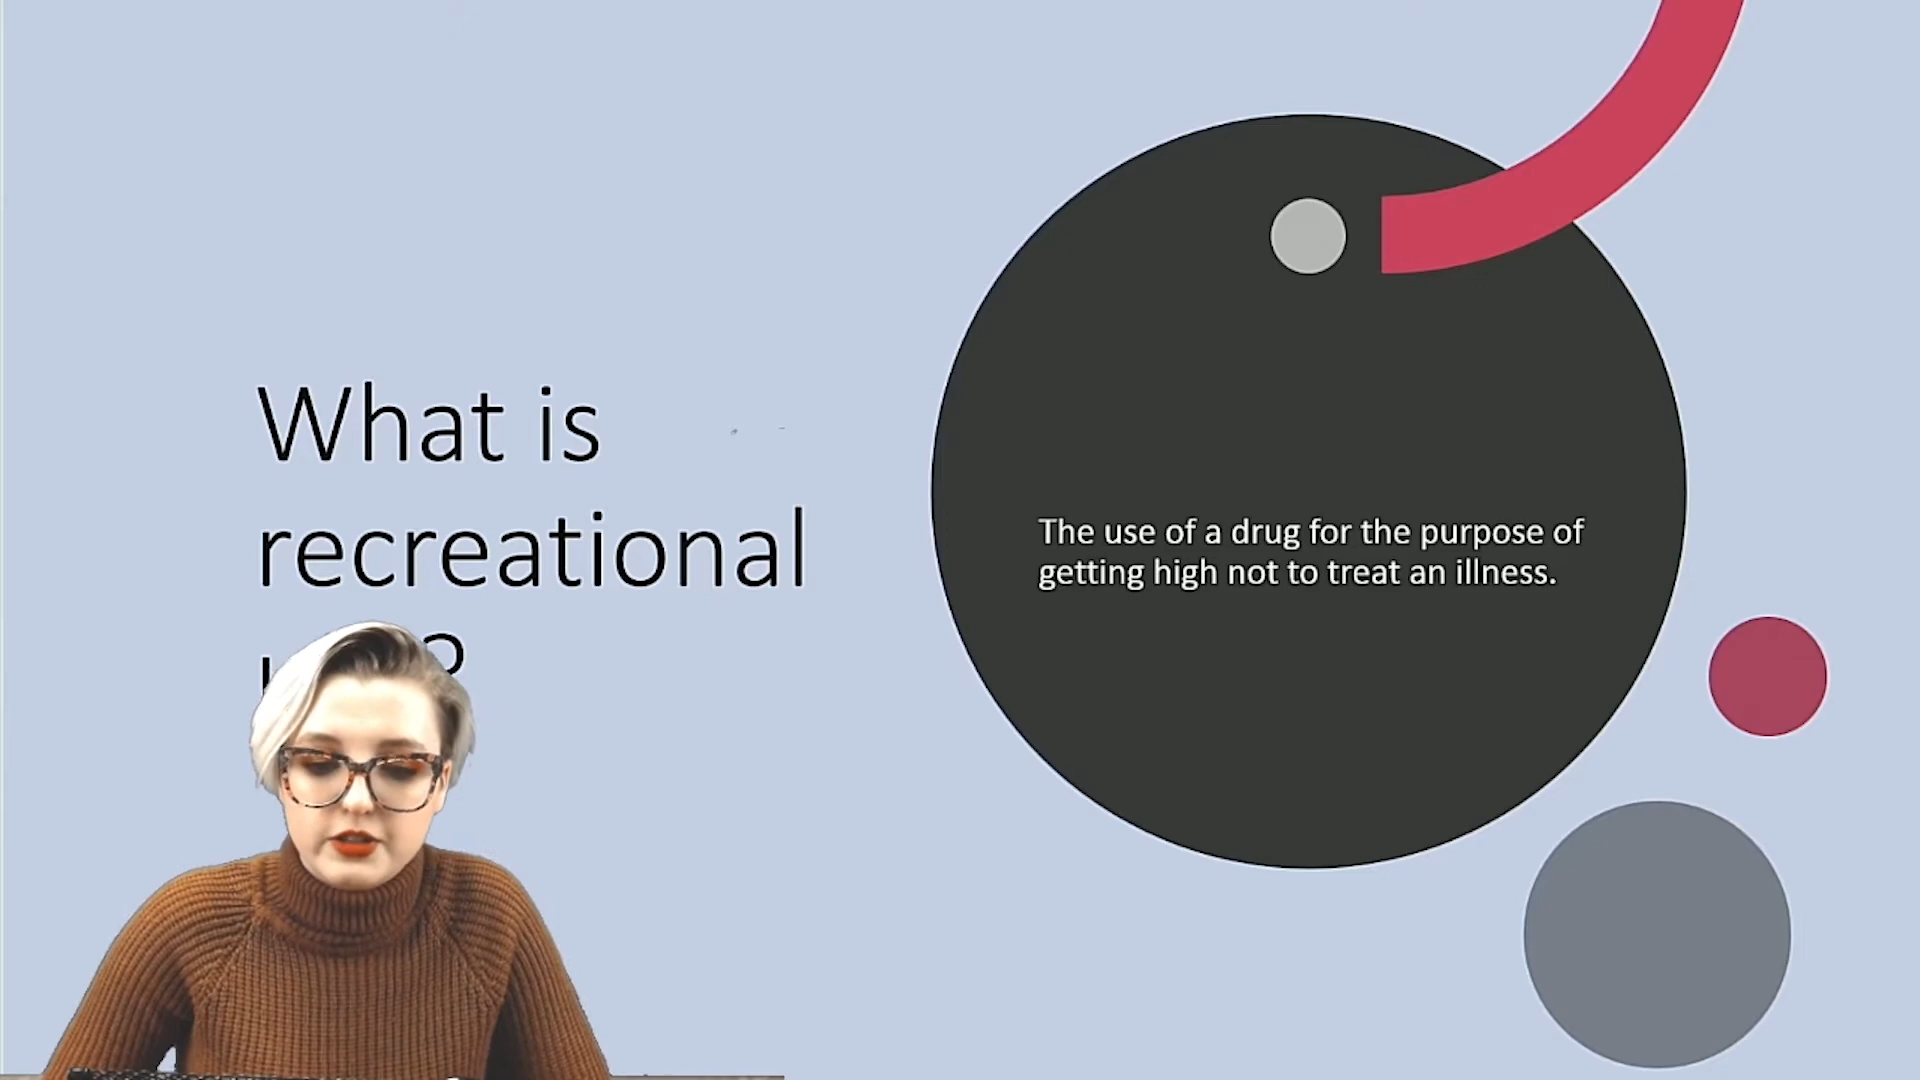 What is
recreational
?
The use of a drug for the purpose of
getting high not to treat an illness.